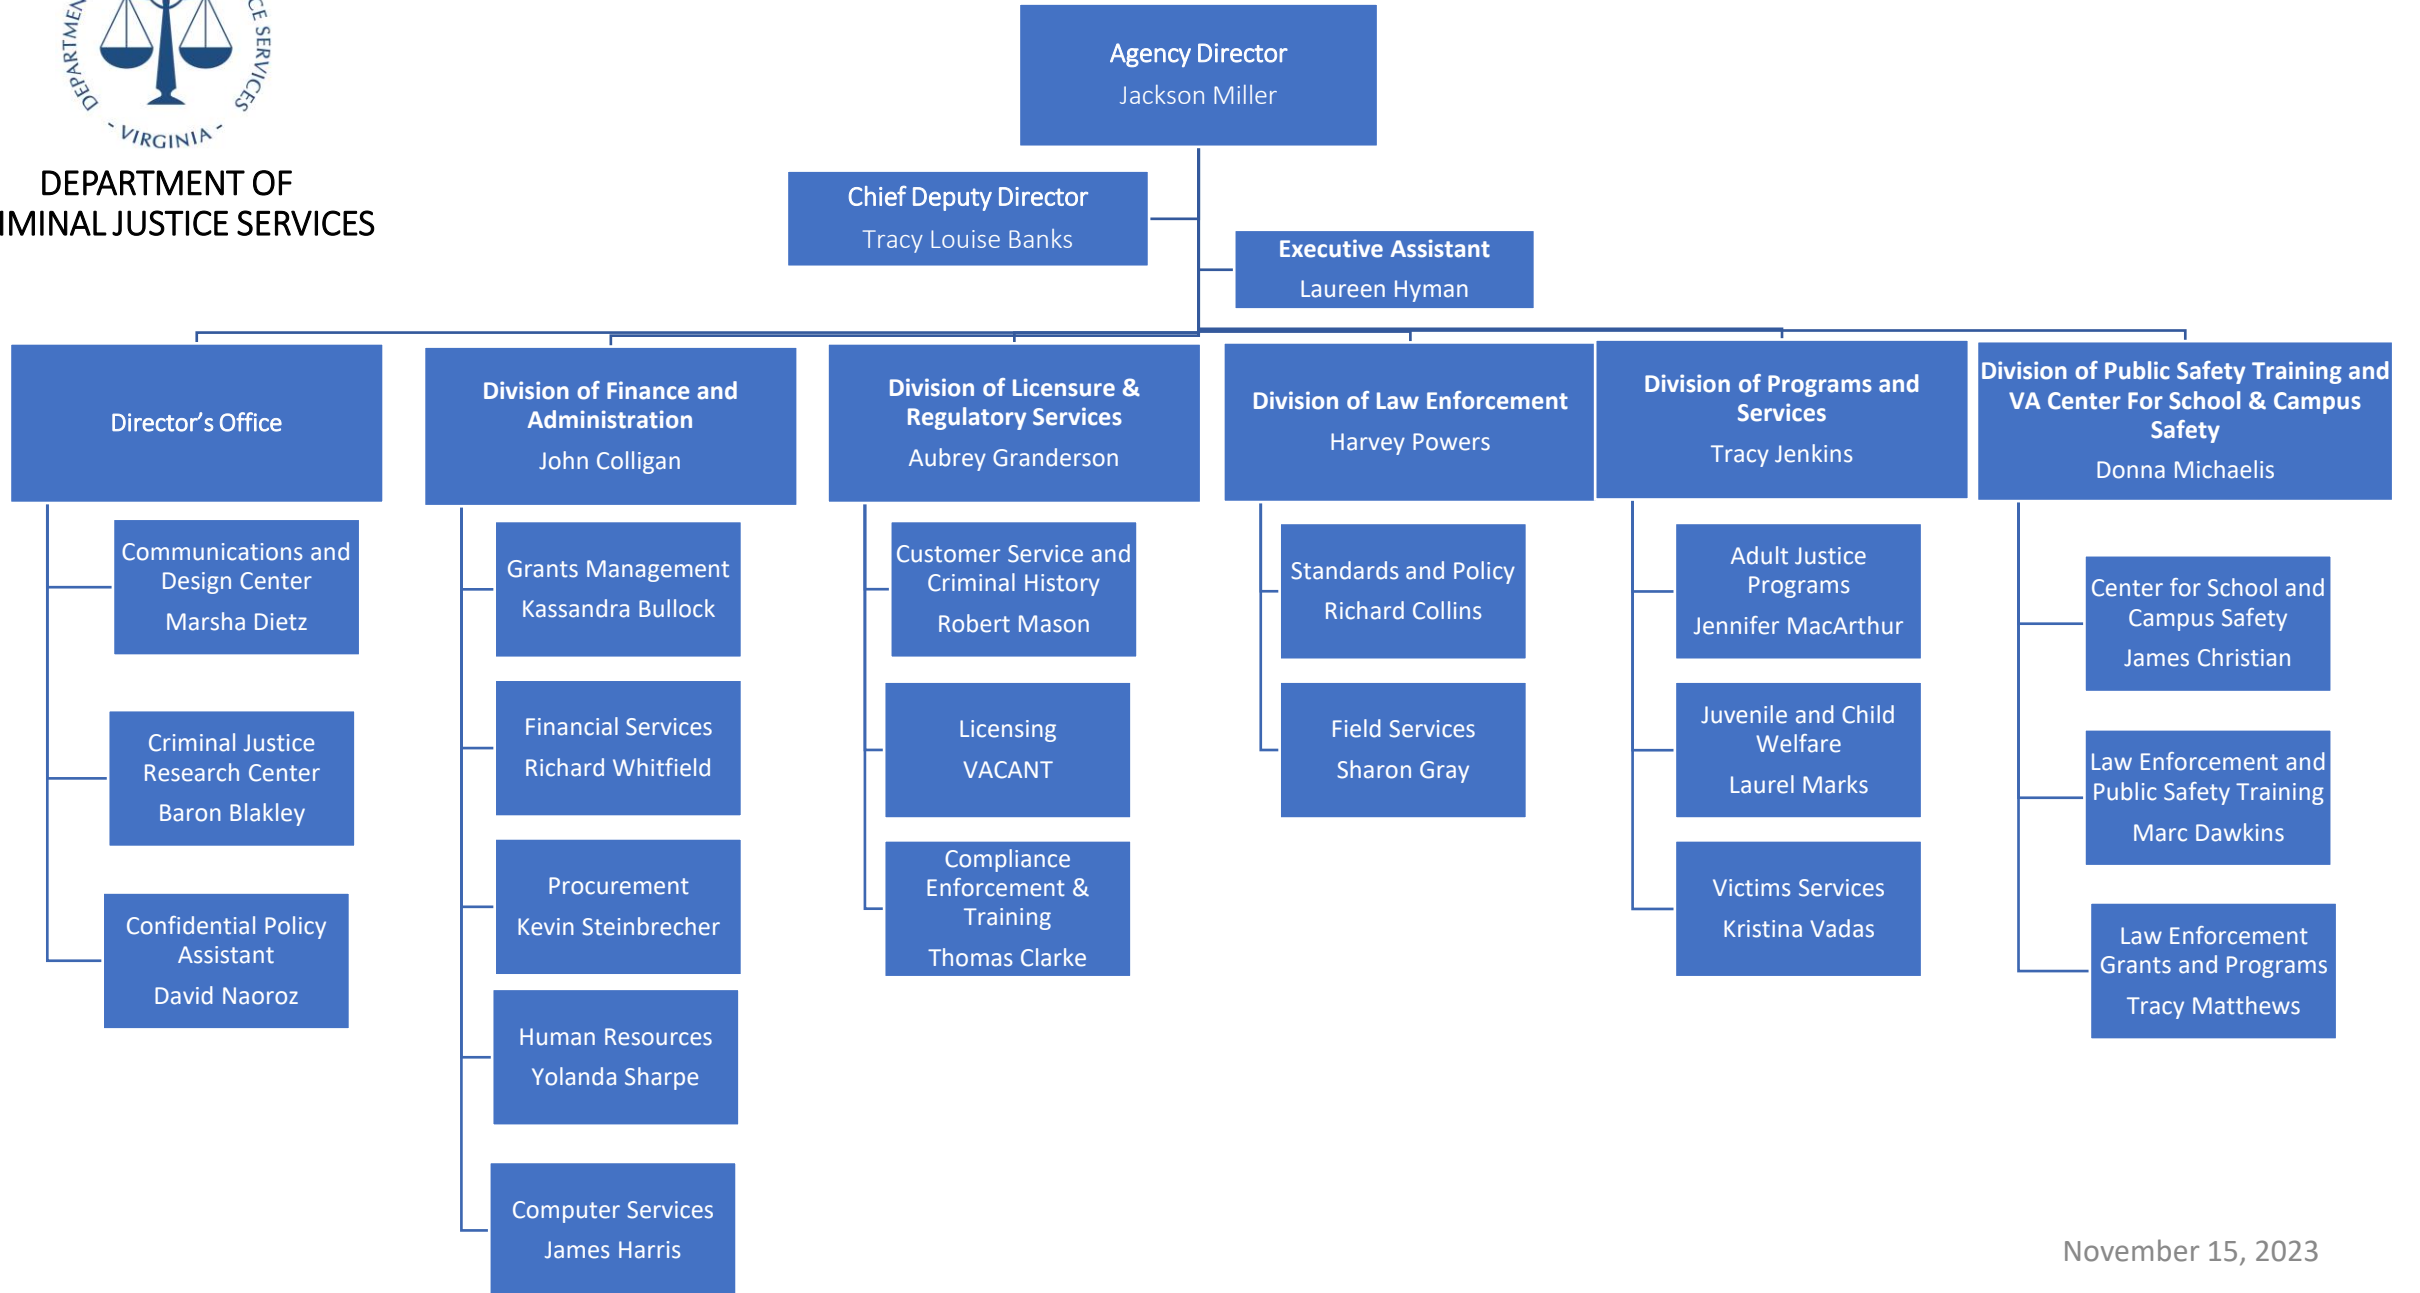 VIRGINIA
DEPARTMENT OF
JUSTICE SERVICES
Agency Director
Jackson Miller
Chief Deputy Director
Tracy Louise Banks
Executive Assistant
Laureen Hyman
Director’s Office
Communications and
Design Center
Marsha Dietz
Criminal Justice
Research Center
Baron Blakley
Confidential Policy
Assistant
David Naoroz
Division of Finance and
Administration
John Colligan
Grants Management
Kassandra Bullock
Financial Services
Richard Whitfield
Procurement
Kevin Steinbrecher
Human Resources
Yolanda Sharpe
Computer Services
James Harris
Division of Licensure &
Regulatory Services
Aubrey Granderson
Customer Service and
Criminal History
Robert Mason
Licensing
VACANT
Compliance
Enforcement &
Training
Thomas Clarke
Division of Law Enforcement
Harvey Powers
Standards and Policy
Richard Collins
Field Services
Sharon Gray
Division of Programs and
Services
Tracy Jenkins
Adult Justice
Programs
Jennifer MacArthur
Juvenile and Child
Welfare
Laurel Marks
Victims Services
Kristina Vadas
Division of Public Safety Training and
VA Center For School & Campus
Safety
Donna Michaelis
Center for School and
Campus Safety
James Christian
Law Enforcement and
Public Safety Training
Marc Dawkins
Law Enforcement
Grants and Programs
Tracy Matthews
November 15, 2023